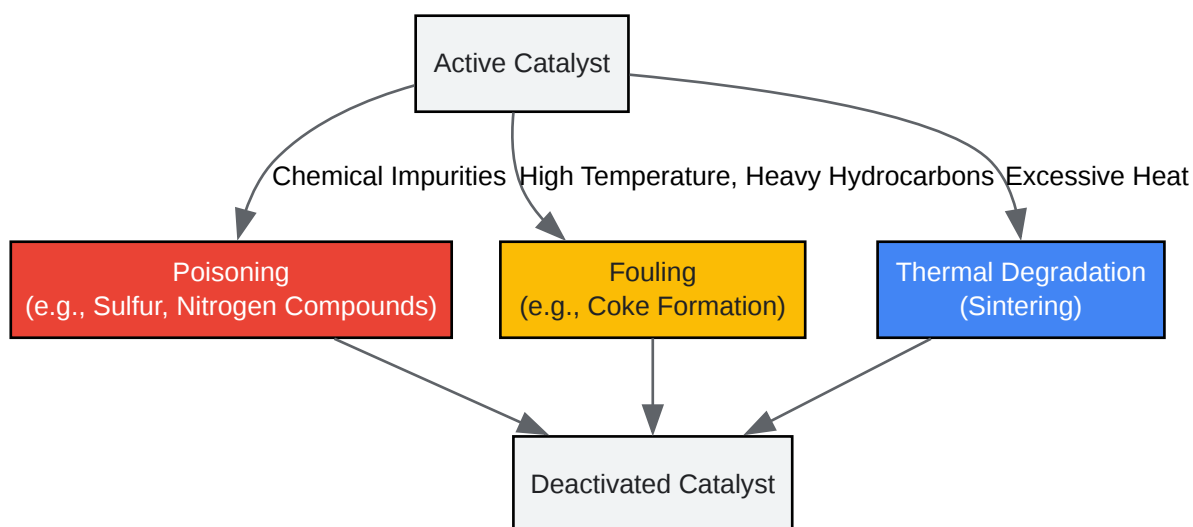 Active Catalyst
Chemical Impurities
High Temperature, Heavy Hydrocarbons
Excessive Heat
Poisoning
(e.g., Sulfur, Nitrogen Compounds)
Fouling
(e.g., Coke Formation)
Thermal Degradation
(Sintering)
Deactivated Catalyst